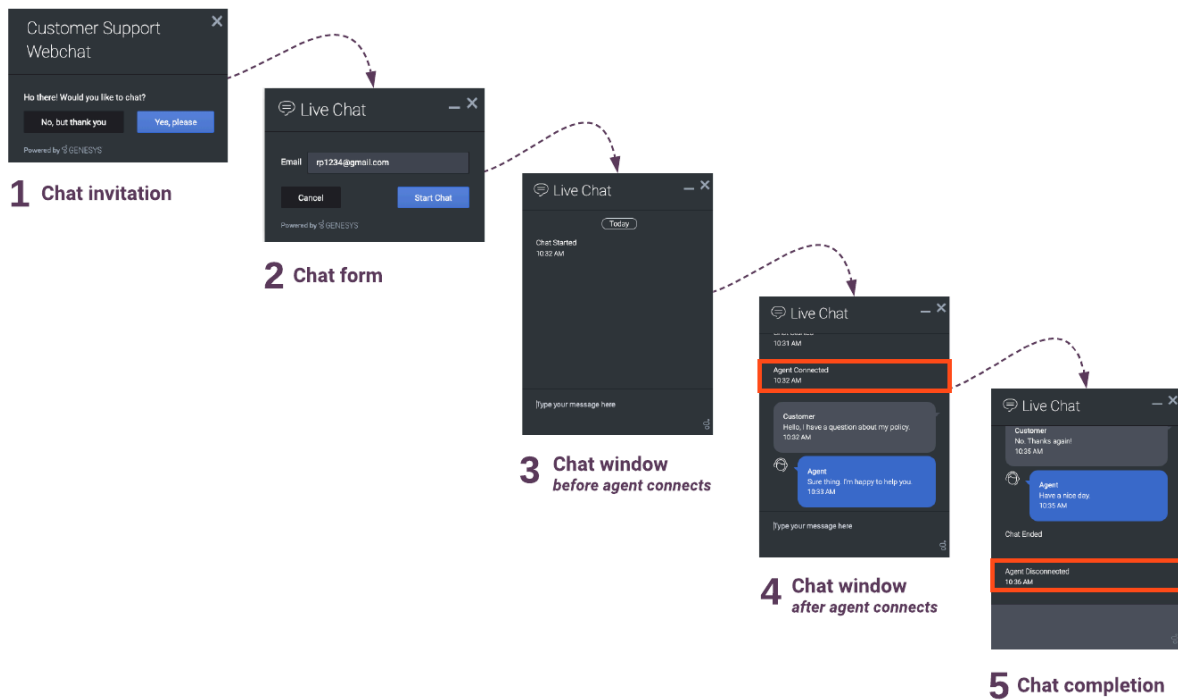 Customer Support
Webchat
Ho there! Would you like to chat?
No, but thank you
Yes, please
Powered by GENESYS
1 Chat invitation
Live Chat
Email
rp1234@gmail.com
Cancel
Start Chat
Powered by GENESYS
2 Chat form
Live Chat
Today
Chat Started
10:32 AM
Type your message here
3 Chat window
before agent connects
Live Chat
10:31 AM
Agent Connected
10:32 AM
Customer
Hello, I have a question about my policy.
10:32 AM
Agent
Sure thing. I'm happy to help you.
10:33 AM
Type your message here
4 Chat window
after agent connects
Live Chat
Customer
No. Thanks again!
10:35 AM
Agent
Have a nice day.
10:35 AM
Chat Ended
Agent Disconnected
10:36 AM
5 Chat completion